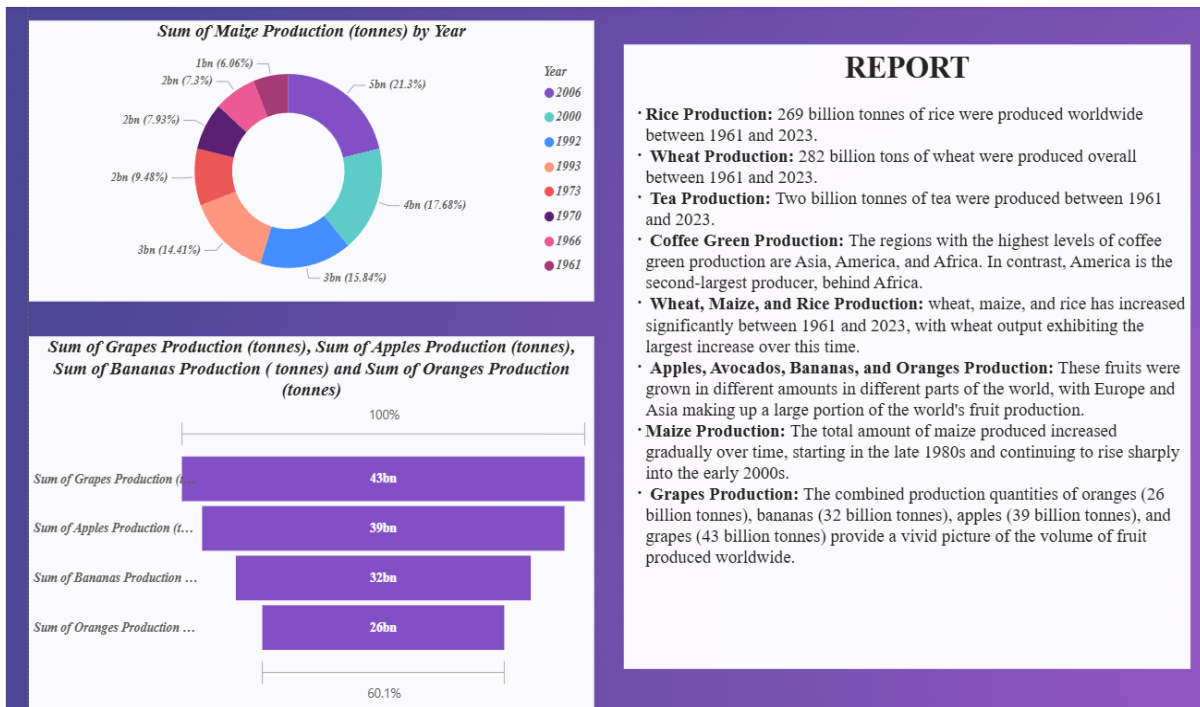 Sum of Maize Production (tonnes) by Year
1bn (6.06%)
2bn (7.3%)
2bn (7.93%)
2bn (9.48%)
3bn (14.41%)
3bn (15.84%)
4bn (17.68%)
5bn (21.3%)
Year
2006
2000
1992
1993
1973
1970
1966
1961
Sum of Grapes Production (tonnes), Sum of Apples Production (tonnes),
Sum of Bananas Production ( tonnes) and Sum of Oranges Production
(tonnes)
100%
Sum of Grapes Production (t... 43bn
Sum of Apples Production (t... 39bn
Sum of Bananas Production ... 32bn
Sum of Oranges Production ... 26bn
60.1%
REPORT
· Rice Production: 269 billion tonnes of rice were produced worldwide
between 1961 and 2023.
· Wheat Production: 282 billion tons of wheat were produced overall
between 1961 and 2023.
· Tea Production: Two billion tonnes of tea were produced between 1961
and 2023.
· Coffee Green Production: The regions with the highest levels of coffee
green production are Asia, America, and Africa. In contrast, America is the
second-largest producer, behind Africa.
· Wheat, Maize, and Rice Production: wheat, maize, and rice has increased
significantly between 1961 and 2023, with wheat output exhibiting the
largest increase over this time.
· Apples, Avocados, Bananas, and Oranges Production: These fruits were
grown in different amounts in different parts of the world, with Europe and
Asia making up a large portion of the world's fruit production.
· Maize Production: The total amount of maize produced increased
gradually over time, starting in the late 1980s and continuing to rise sharply
into the early 2000s.
· Grapes Production: The combined production quantities of oranges (26
billion tonnes), bananas (32 billion tonnes), apples (39 billion tonnes), and
grapes (43 billion tonnes) provide a vivid picture of the volume of fruit
produced worldwide.